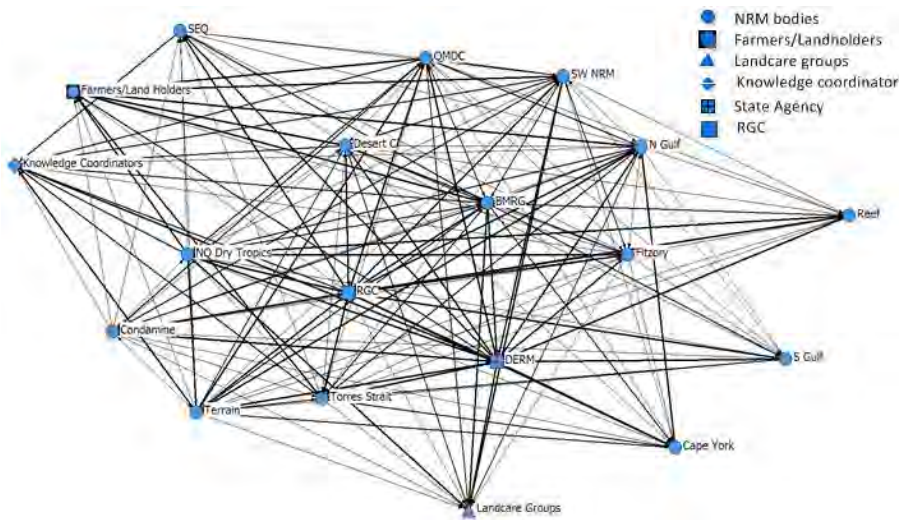 NRM bodies
Farmers/Landholders
Landcare groups
Knowledge coordinator
State Agency
RGC
SEQ
QMDC
SW NRM
Farmers/Land Holders
Desert C
N Gulf
Knowledge Coordinators
BMRG
Reef
NQ Dry Tropics
Fitzory
RGC
Condamine
DERM
S Gulf
Torres Strait
Terrain
Cape York
Landcare Groups